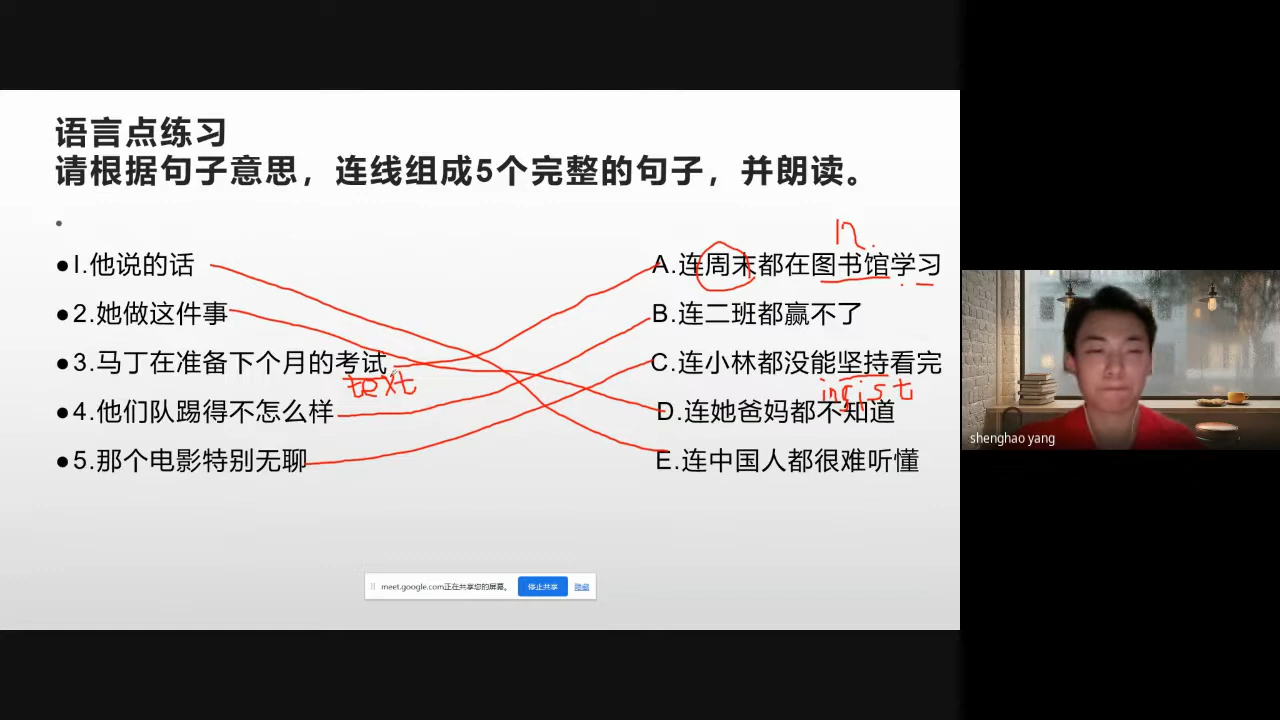 语言点练习
请根据句子意思，连线组成5个完整的句子，并朗读。
12.
●1.他说的话
A.连周末都在图书馆学习
●2.她做这件事
B.连二班都赢不了
●3.马丁在准备下个月的考试
C.连小林都没能坚持看完
text
insist
●4.他们队踢得不怎么样
D.连她爸妈都不知道
●5.那个电影特别无聊
E.连中国人都很难听懂
shenghao yang
meet.google.com正在共享您的屏幕。 停止共享 隐藏